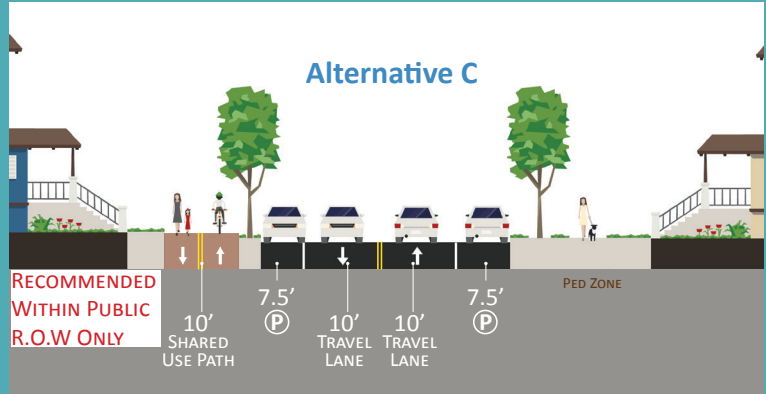 Alternative C
RECOMMENDED
WITHIN PUBLIC
R.O.W ONLY
10’
SHARED
USE PATH
7.5’
P
10’
TRAVEL
LANE
10’
TRAVEL
LANE
7.5’
P
PED ZONE